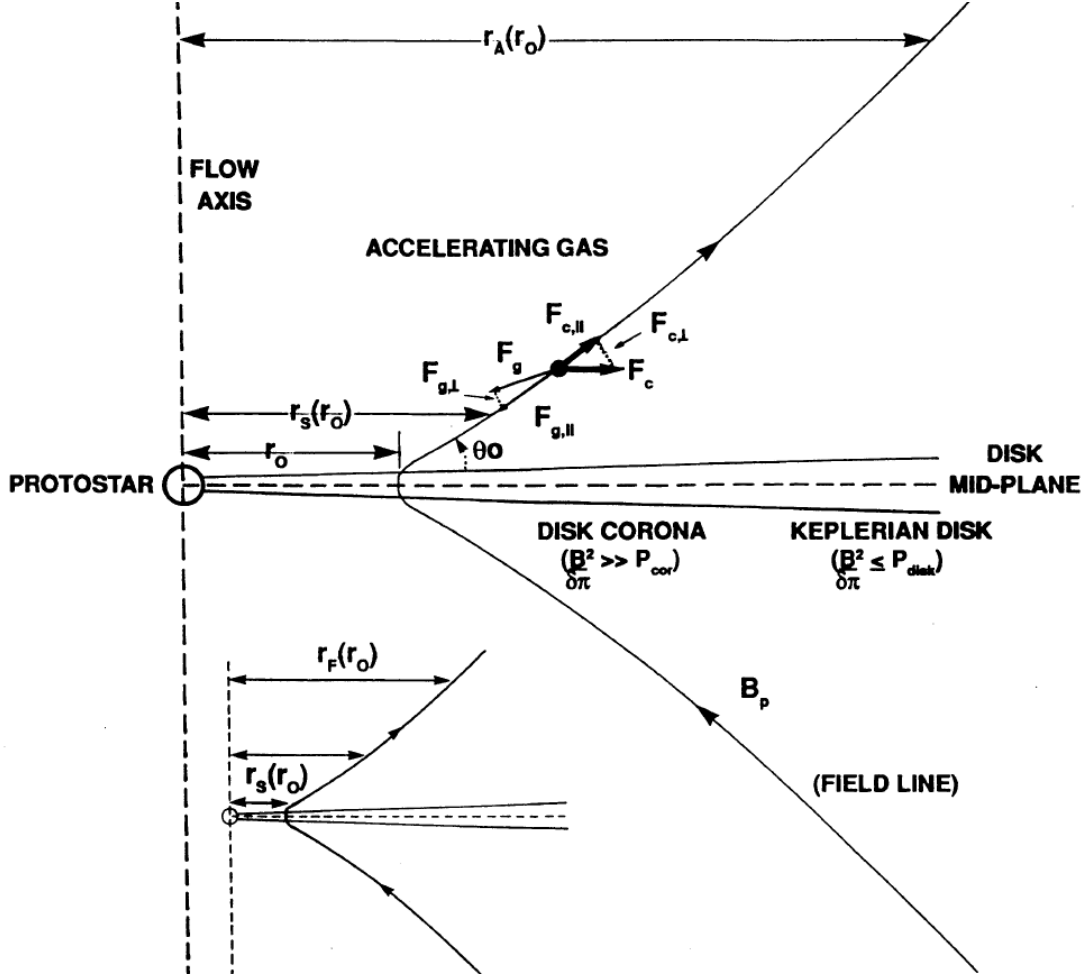 r_A(r_O)
FLOW
AXIS
ACCELERATING GAS
F_c,||
F_c,⊥
F_g
F_c
F_g,⊥
F_g,||
r_s(r_O)
r_O
θo
PROTOSTAR
DISK
MID-PLANE
DISK CORONA
(B²/8π >> P_cor)
KEPLERIAN DISK
(B²/8π ≤ P_disk)
r_F(r_O)
B_p
r_s(r_O)
(FIELD LINE)